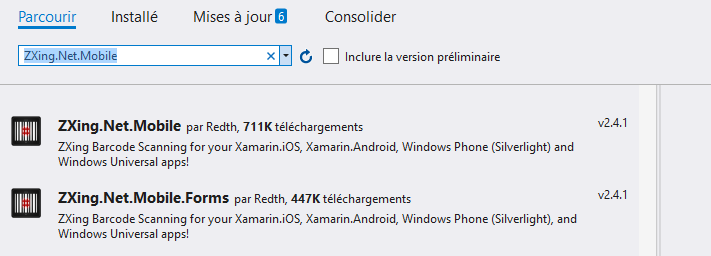 Parcourir Installé Mises à jour 6 Consolider
ZXing.Net.Mobile Inclure la version préliminaire
ZXing.Net.Mobile par Redth, 711K téléchargements v2.4.1
ZXing Barcode Scanning for your Xamarin.iOS, Xamarin.Android, Windows Phone (Silverlight) and
Windows Universal apps!
ZXing.Net.Mobile.Forms par Redth, 447K téléchargements v2.4.1
ZXing Barcode Scanning for your Xamarin.iOS, Xamarin.Android, Windows Phone (Silverlight), and
Windows Universal apps!